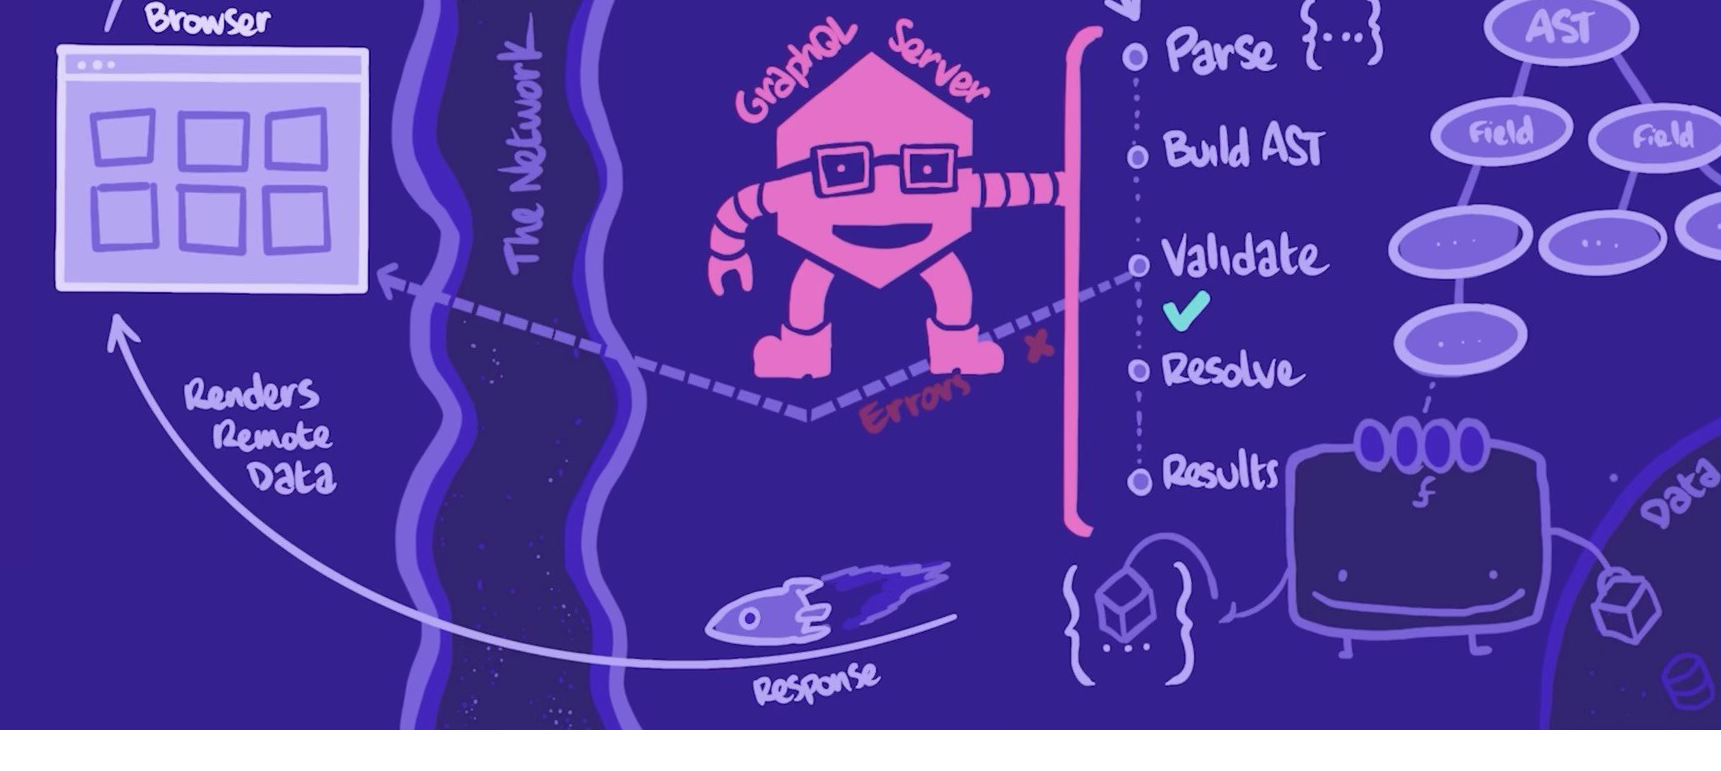 Browser
The Network
GraphQL Server
Parse {...}
Build AST
Validate
Resolve
Results
AST
Field
Field
...
...
...
Errors
Renders
Remote
Data
Response
f
{
...
}
Data